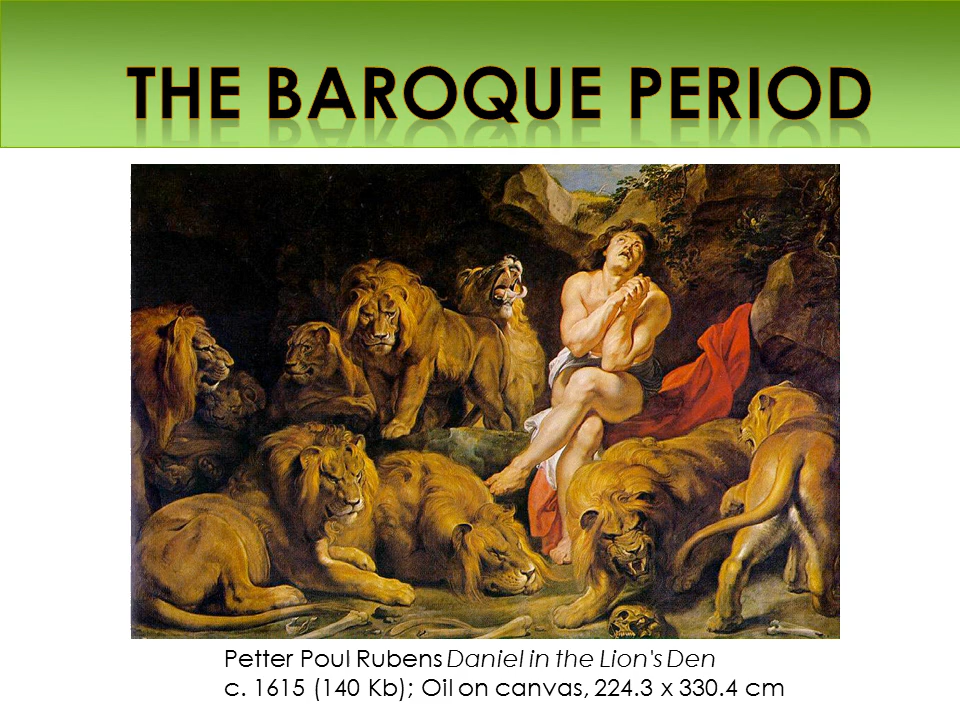 THE BAROQUE PERIOD
Petter Poul Rubens Daniel in the Lion's Den
c. 1615 (140 Kb); Oil on canvas, 224.3 x 330.4 cm